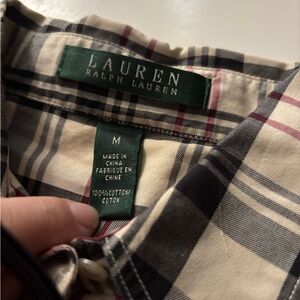 LAUREN
RALPH LAUREN
M
MADE IN
CHINA
FABRIQUÉ EN
CHINE
100% COTTON/
COTON